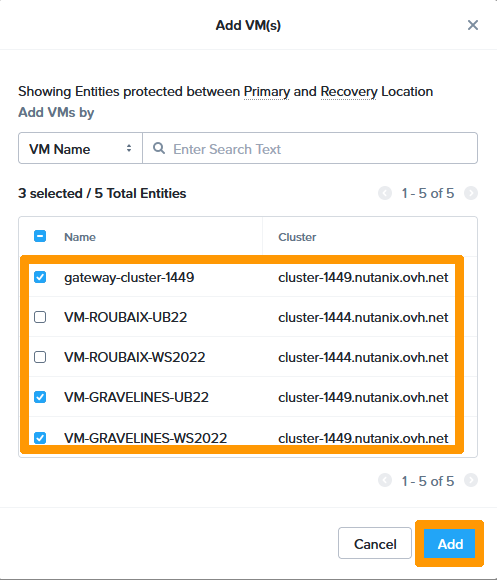 Add VM(s)
Showing Entities protected between Primary and Recovery Location
Add VMs by
VM Name Enter Search Text
3 selected / 5 Total Entities 1 - 5 of 5
Name Cluster
gateway-cluster-1449 cluster-1449.nutanix.ovh.net
VM-ROUBAIX-UB22 cluster-1444.nutanix.ovh.net
VM-ROUBAIX-WS2022 cluster-1444.nutanix.ovh.net
VM-GRAVELINES-UB22 cluster-1449.nutanix.ovh.net
VM-GRAVELINES-WS2022 cluster-1449.nutanix.ovh.net
1 - 5 of 5
Cancel Add